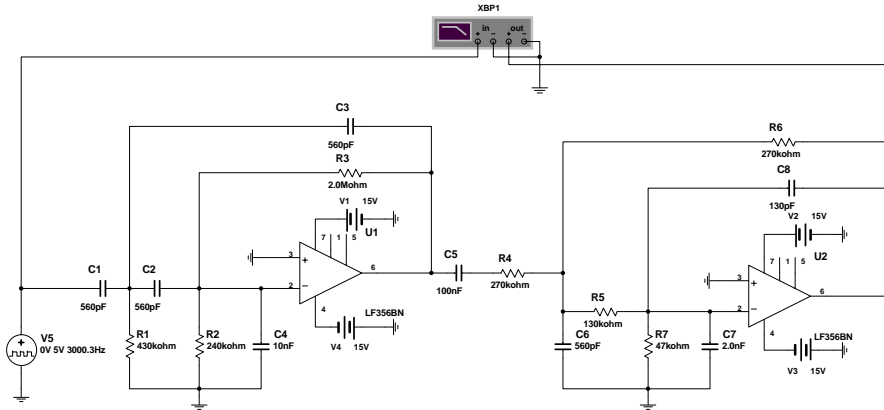 XBP1
in out
+ − + −
C3
560pF
R3
2.0Mohm
V1 15V
U1
7 1 5
3
+
6
2
−
4
LF356BN
V4 15V
C1
560pF
C2
560pF
V5
0V 5V 3000.3Hz
R1
430kohm
R2
240kohm
C4
10nF
C5
100nF
R4
270kohm
R6
270kohm
C8
130pF
V2 15V
U2
7 1 5
3
+
6
2
−
4
LF356BN
V3 15V
R5
130kohm
C6
560pF
R7
47kohm
C7
2.0nF